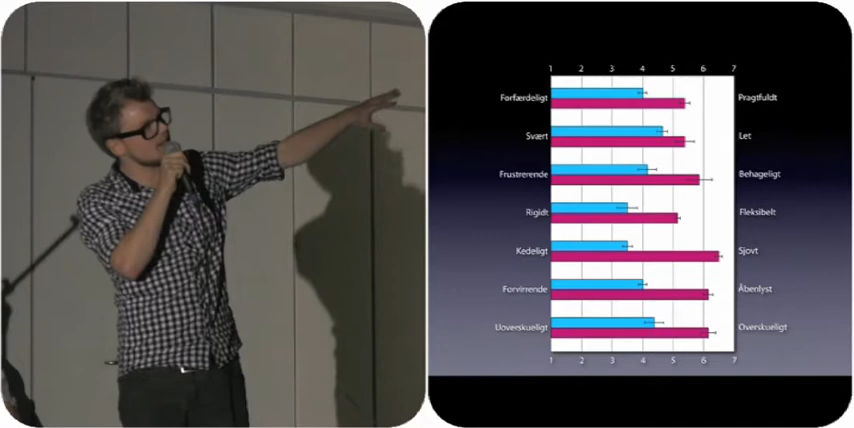 1 2 3 4 5 6 7
Forfærdeligt Pragtfuldt
Svært Let
Frustrerende Behageligt
Rigidt Fleksibelt
Kedeligt Sjovt
Forvirrende Åbenlyst
Uoverskueligt Overskueligt
1 2 3 4 5 6 7